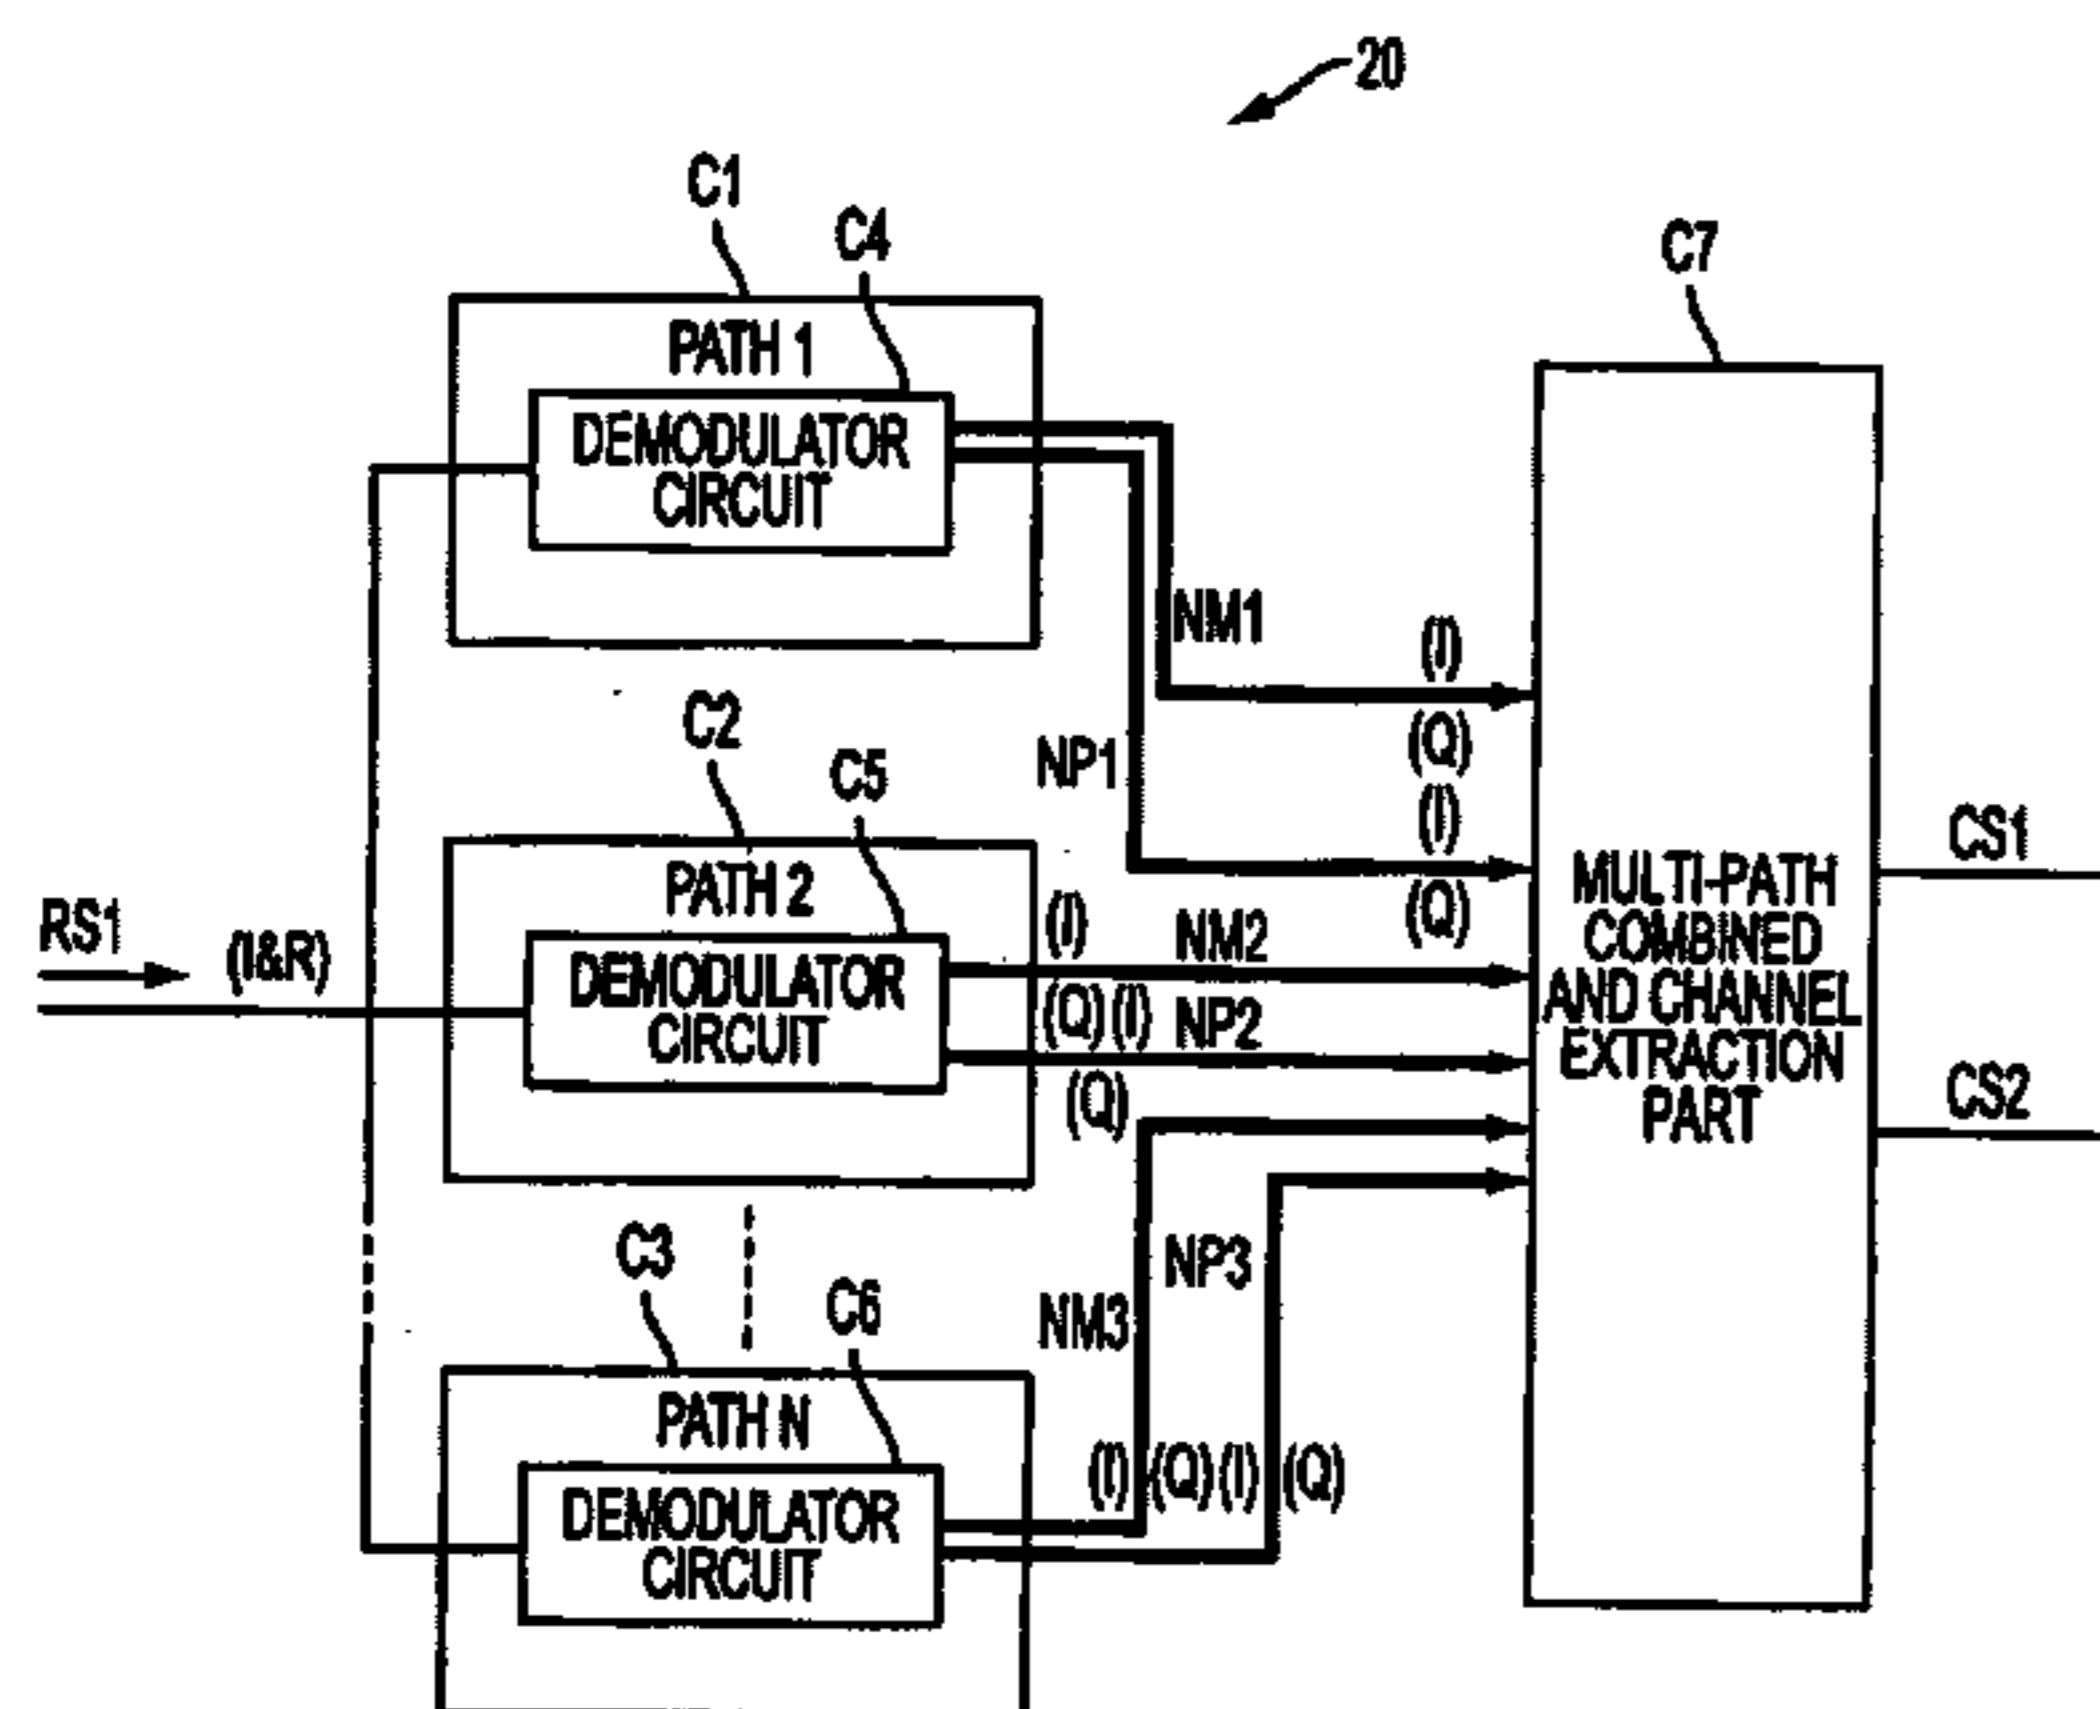 20
C1
C4
C7
PATH 1
DEMODULATOR
CIRCUIT
NM1
(I)
(Q)
C2
C5
NP1
(I)
(Q)
CS1
RS1
(I&R)
PATH 2
DEMODULATOR
CIRCUIT
(I)
NM2
(Q) (I)
NP2
(Q)
MULTI-PATH
COMBINED
AND CHANNEL
EXTRACTION
PART
CS2
C3
C6
NP3
NM3
PATH N
DEMODULATOR
CIRCUIT
(I) (Q) (I) (Q)